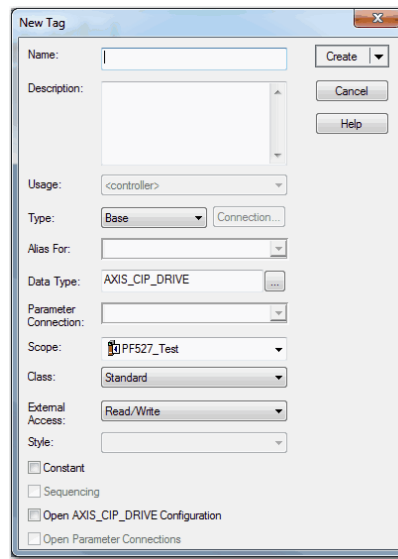 New Tag
Name:
Create
Description:
Cancel
Help
Usage:
<controller>
Type:
Base
Connection...
Alias For:
Data Type:
AXIS_CIP_DRIVE
...
Parameter
Connection:
Scope:
PF527_Test
Class:
Standard
External
Access:
Read/Write
Style:
Constant
Sequencing
Open AXIS_CIP_DRIVE Configuration
Open Parameter Connections